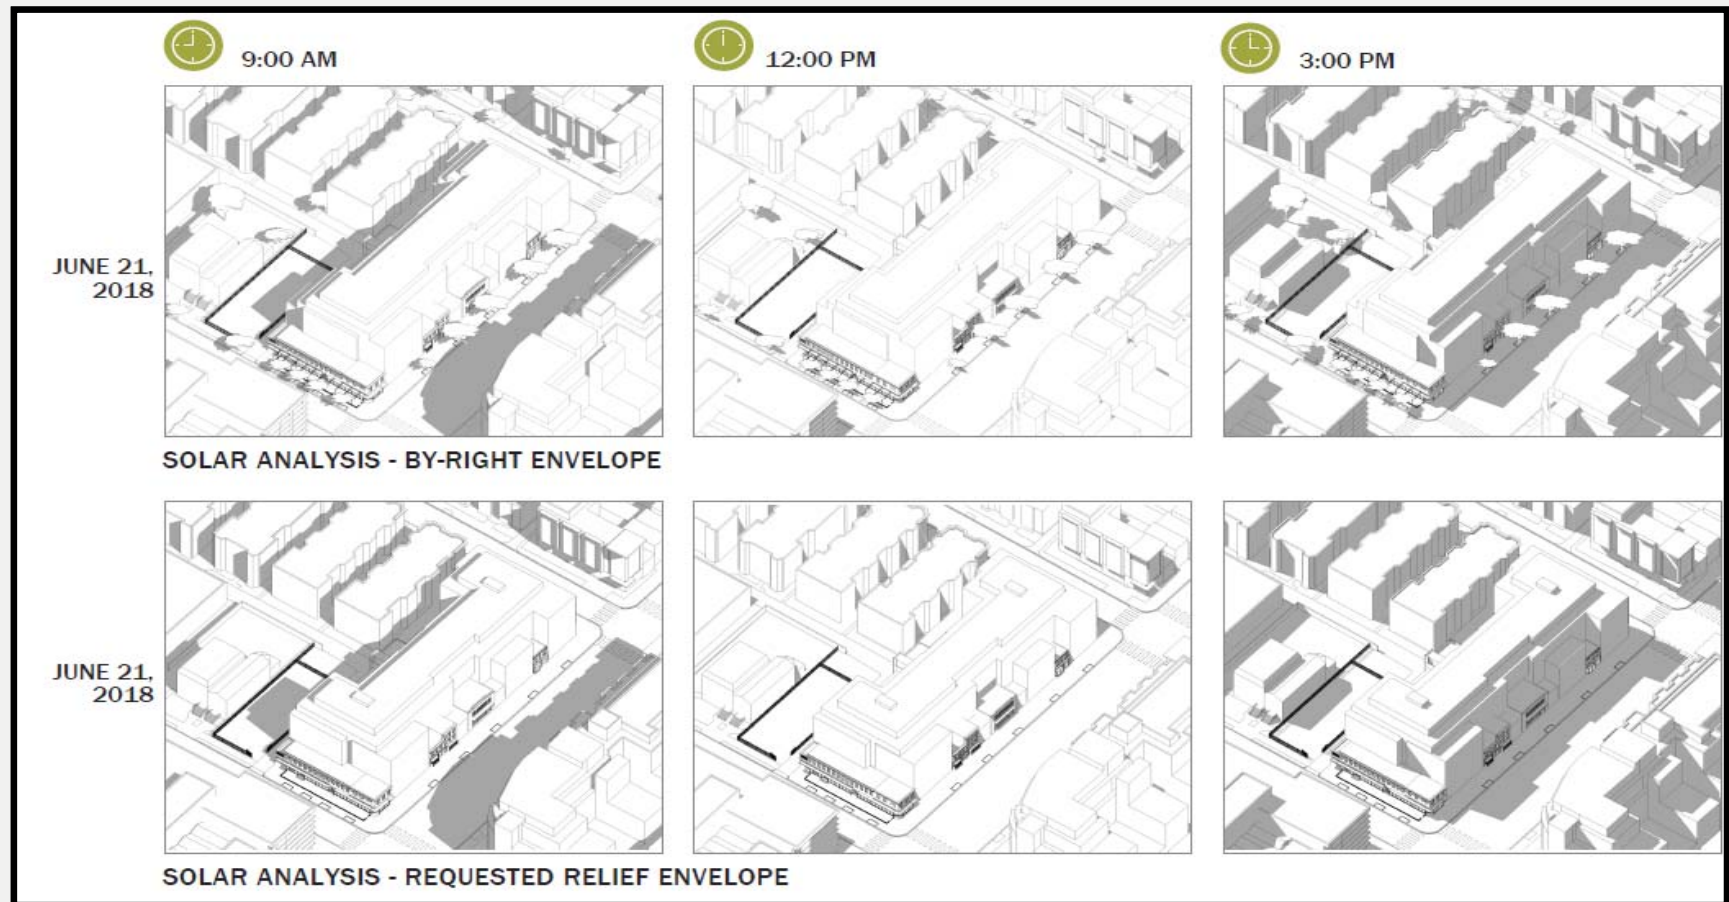 9:00 AM
12:00 PM
3:00 PM
JUNE 21,
2018
SOLAR ANALYSIS - BY-RIGHT ENVELOPE
JUNE 21,
2018
SOLAR ANALYSIS - REQUESTED RELIEF ENVELOPE